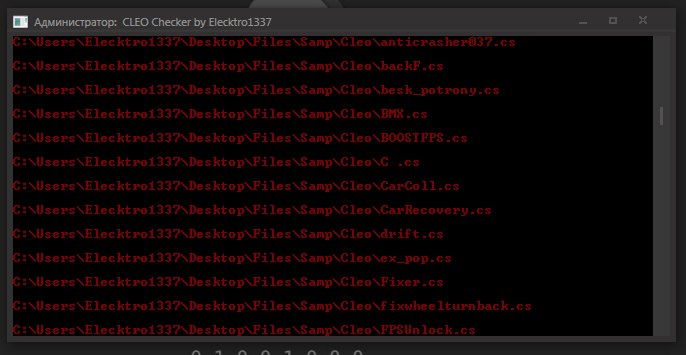 Администратор: CLEO Checker by Elecktro1337
C:\Users\Elecktro1337\Desktop\Files\Samp\Cleo\anticrasher037.cs
C:\Users\Elecktro1337\Desktop\Files\Samp\Cleo\backF.cs
C:\Users\Elecktro1337\Desktop\Files\Samp\Cleo\besk_potrony.cs
C:\Users\Elecktro1337\Desktop\Files\Samp\Cleo\BMX.cs
C:\Users\Elecktro1337\Desktop\Files\Samp\Cleo\BOOSTFPS.cs
C:\Users\Elecktro1337\Desktop\Files\Samp\Cleo\C .cs
C:\Users\Elecktro1337\Desktop\Files\Samp\Cleo\CarColl.cs
C:\Users\Elecktro1337\Desktop\Files\Samp\Cleo\CarRecovery.cs
C:\Users\Elecktro1337\Desktop\Files\Samp\Cleo\drift.cs
C:\Users\Elecktro1337\Desktop\Files\Samp\Cleo\ex_pop.cs
C:\Users\Elecktro1337\Desktop\Files\Samp\Cleo\Fixer.cs
C:\Users\Elecktro1337\Desktop\Files\Samp\Cleo\fixwheelturnback.cs
C:\Users\Elecktro1337\Desktop\Files\Samp\Cleo\FPSUnlock.cs